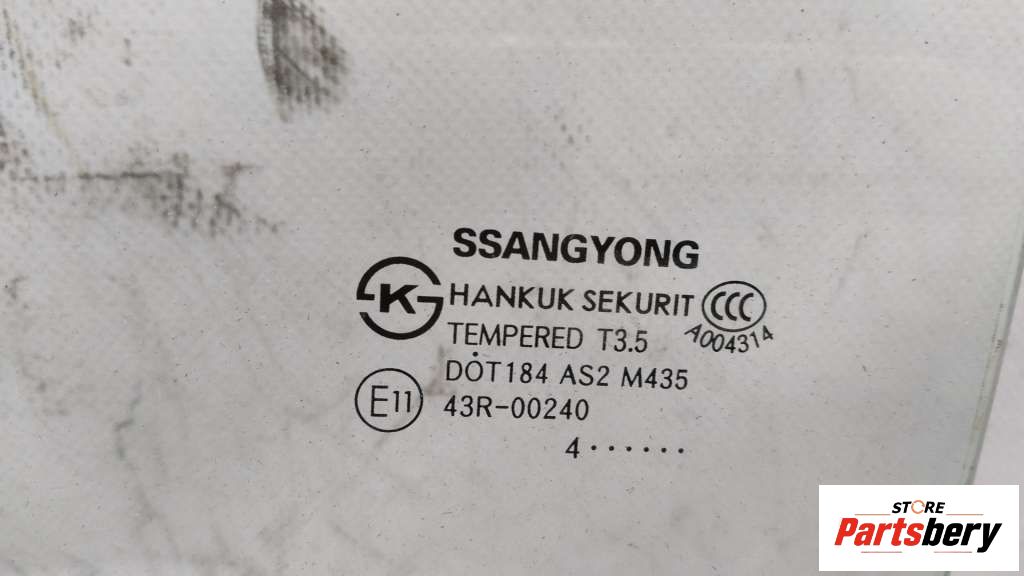 SSANGYONG
K HANKUK SEKURIT CCC
A004314
TEMPERED T3.5
DOT184 AS2 M435
E11 43R-00240
4······
STORE
Partsbery